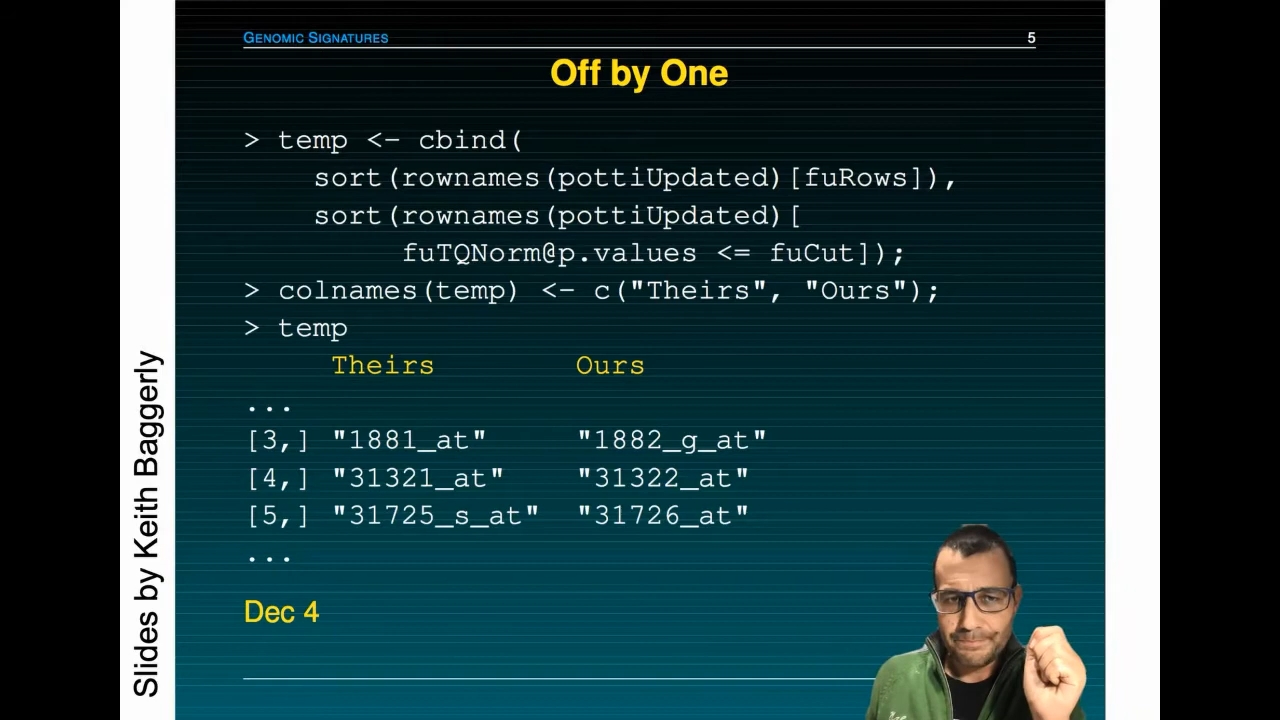 GENOMIC SIGNATURES 5
Off by One
> temp <- cbind(
sort(rownames(pottiUpdated)[fuRows]),
sort(rownames(pottiUpdated)[
fuTQNorm@p.values <= fuCut]);
> colnames(temp) <- c("Theirs", "Ours");
> temp
Theirs Ours
...
[3,] "1881_at" "1882_g_at"
[4,] "31321_at" "31322_at"
[5,] "31725_s_at" "31726_at"
...
Dec 4
Slides by Keith Baggerly